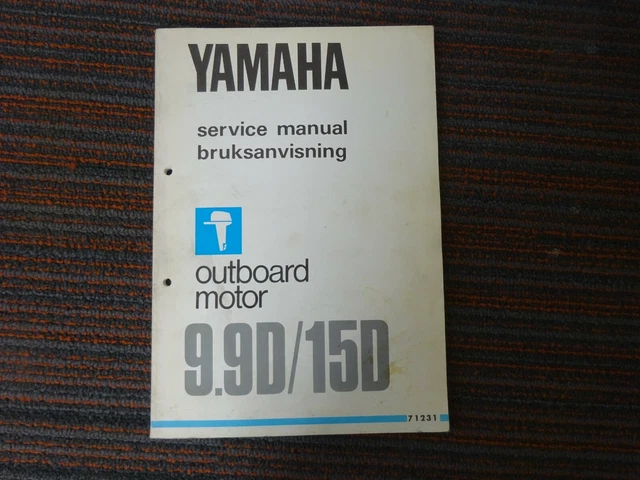 YAMAHA
service manual
bruksanvisning
outboard
motor
9.9D/15D
71231